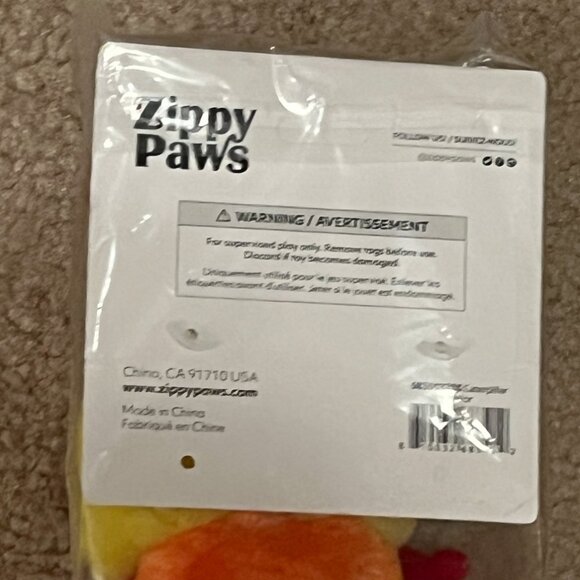 Zippy
Paws
FOLLOW US! / SUIVEZ-NOUS!
@ZIPPYPAWS
WARNING / AVERTISSEMENT
For supervised play only. Remove tags before use.
Discard if toy becomes damaged.
Uniquement utilisé pour le jeu supervisé. Enlever les
étiquettes avant d'utiliser. Jeter si le jouet est endommagé.
Chino, CA 91710 USA
www.zippypaws.com
Made in China
Fabriqué en Chine
Caterpillar